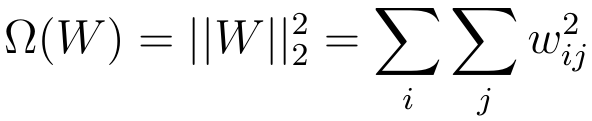 Ω(W) = ||W||₂² = ∑ᵢ ∑ⱼ wᵢⱼ²